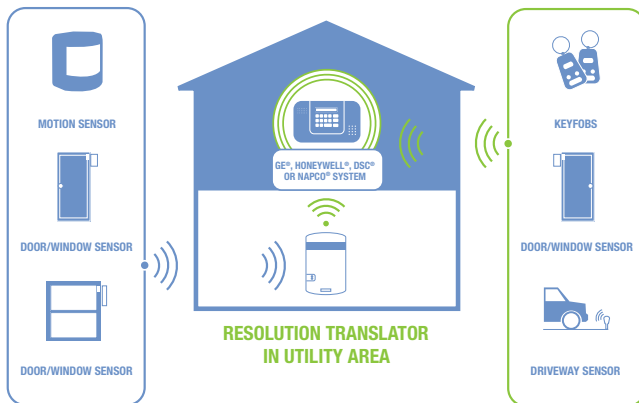 MOTION SENSOR
DOOR/WINDOW SENSOR
DOOR/WINDOW SENSOR
GE®, HONEYWELL®, DSC®
OR NAPCO® SYSTEM
RESOLUTION TRANSLATOR
IN UTILITY AREA
KEYFOBS
DOOR/WINDOW SENSOR
DRIVEWAY SENSOR